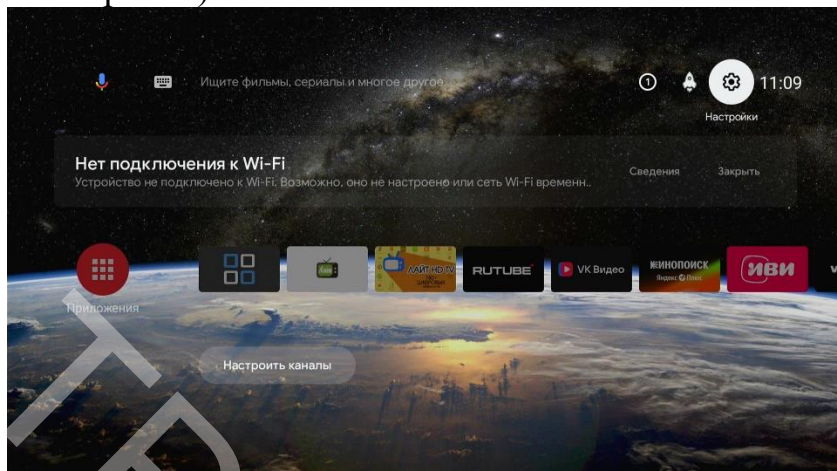 Ищите фильмы, сериалы и многое другое
1
11:09
Настройки
Нет подключения к Wi-Fi
Устройство не подключено к Wi-Fi. Возможно, оно не настроено или сеть Wi-Fi временн..
Сведения
Закрыть
Лайт
ЛАЙТ HD TV
RUTUBE
VK Видео
КИНОПОИСК
Яндекс Плюс
иви
Приложения
Настроить каналы